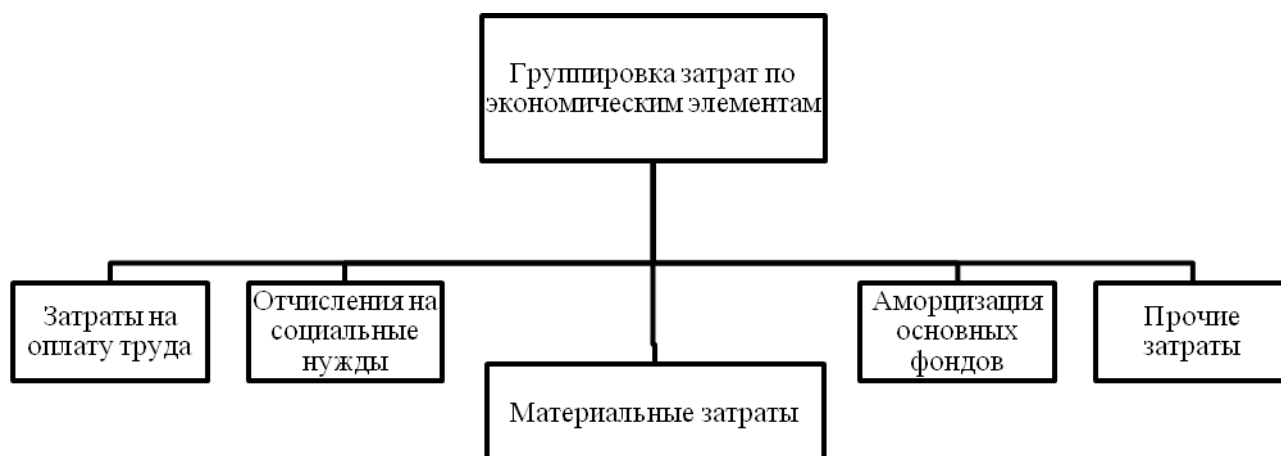 Группировка затрат по
экономическим элементам
Затраты на
оплату труда
Отчисления на
социальные
нужды
Материальные затраты
Аморцизация
основных
фондов
Прочие
затраты